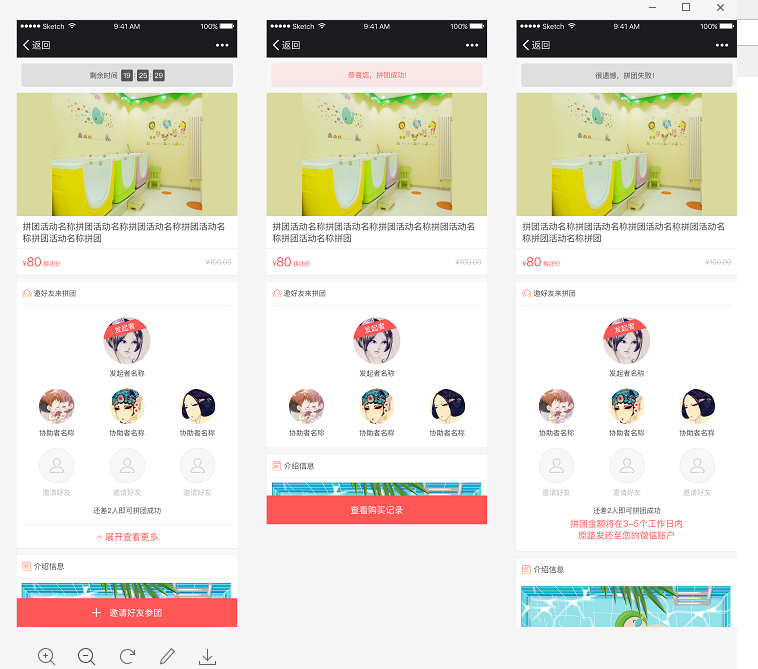 Sketch 9:41 AM 100%
返回
剩余时间 19 : 25 : 29
拼团活动名称拼团活动名称拼团活动名称拼团活动名
称拼团活动名称拼团
¥80 拼团价 ¥100.00
邀好友来拼团
发起者
发起者名称
协助者名称 协助者名称 协助者名称
邀请好友 邀请好友 邀请好友
还差2人即可拼团成功
展开查看更多
介绍信息
邀请好友参团
Sketch 9:41 AM 100%
返回
恭喜您，拼团成功!
拼团活动名称拼团活动名称拼团活动名称拼团活动名
称拼团活动名称拼团
¥80 拼团价 ¥100.00
邀好友来拼团
发起者
发起者名称
协助者名称 协助者名称 协助者名称
介绍信息
查看购买记录
Sketch 9:41 AM 100%
返回
很遗憾，拼团失败!
拼团活动名称拼团活动名称拼团活动名称拼团活动名
称拼团活动名称拼团
¥80 拼团价 ¥100.00
邀好友来拼团
发起者
发起者名称
协助者名称 协助者名称 协助者名称
邀请好友 邀请好友 邀请好友
还差2人即可拼团成功
拼团金额将在3-5个工作日内
原路发还至您的微信账户
介绍信息